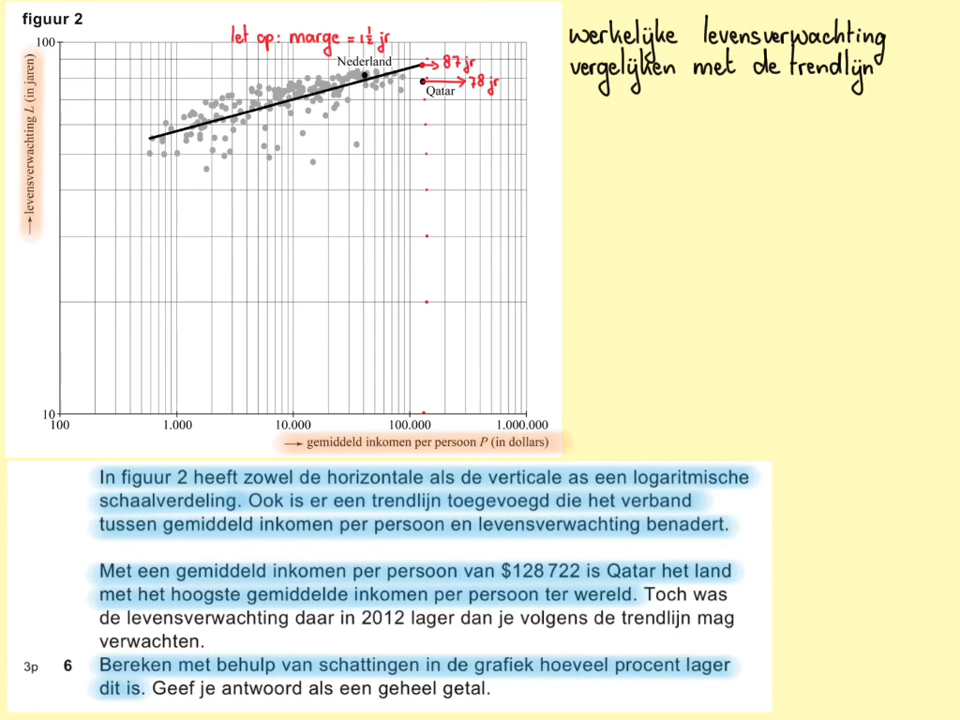 figuur 2
let op: marge = 1½ jr
werkelijke levensverwachting
vergelijken met de trendlijn
100
→ levensverwachting L (in jaren)
Nederland
→ 87 jr
→ 78 jr
Qatar
10
100
1.000
10.000
100.000
1.000.000
→ gemiddeld inkomen per persoon P (in dollars)
In figuur 2 heeft zowel de horizontale als de verticale as een logaritmische
schaalverdeling. Ook is er een trendlijn toegevoegd die het verband
tussen gemiddeld inkomen per persoon en levensverwachting benadert.
Met een gemiddeld inkomen per persoon van $128 722 is Qatar het land
met het hoogste gemiddelde inkomen per persoon ter wereld. Toch was
de levensverwachting daar in 2012 lager dan je volgens de trendlijn mag
verwachten.
3p 6 Bereken met behulp van schattingen in de grafiek hoeveel procent lager
dit is. Geef je antwoord als een geheel getal.